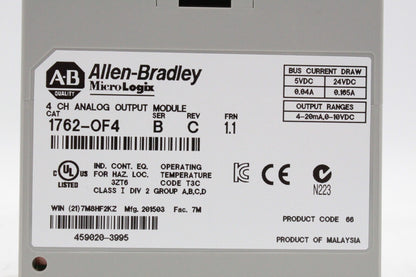 A-B
QUALITY
Allen-Bradley
MicroLogix
4 CH ANALOG OUTPUT MODULE
CAT SER REV FRN
1762-OF4 B C 1.1
BUS CURRENT DRAW
5VDC 24VDC
0.04A 0.165A
OUTPUT RANGES
4-20mA,0-10VDC
UL
LISTED
IND. CONT. EQ.
FOR HAZ. LOC.
3ZT6
OPERATING
TEMPERATURE
CODE T3C
CLASS I DIV 2 GROUP A,B,C,D
CE
N223
WIN (21)7M8HF2KZ Mfg. 201503 Fac. 7M
459020-3995
PRODUCT CODE 66
PRODUCT OF MALAYSIA